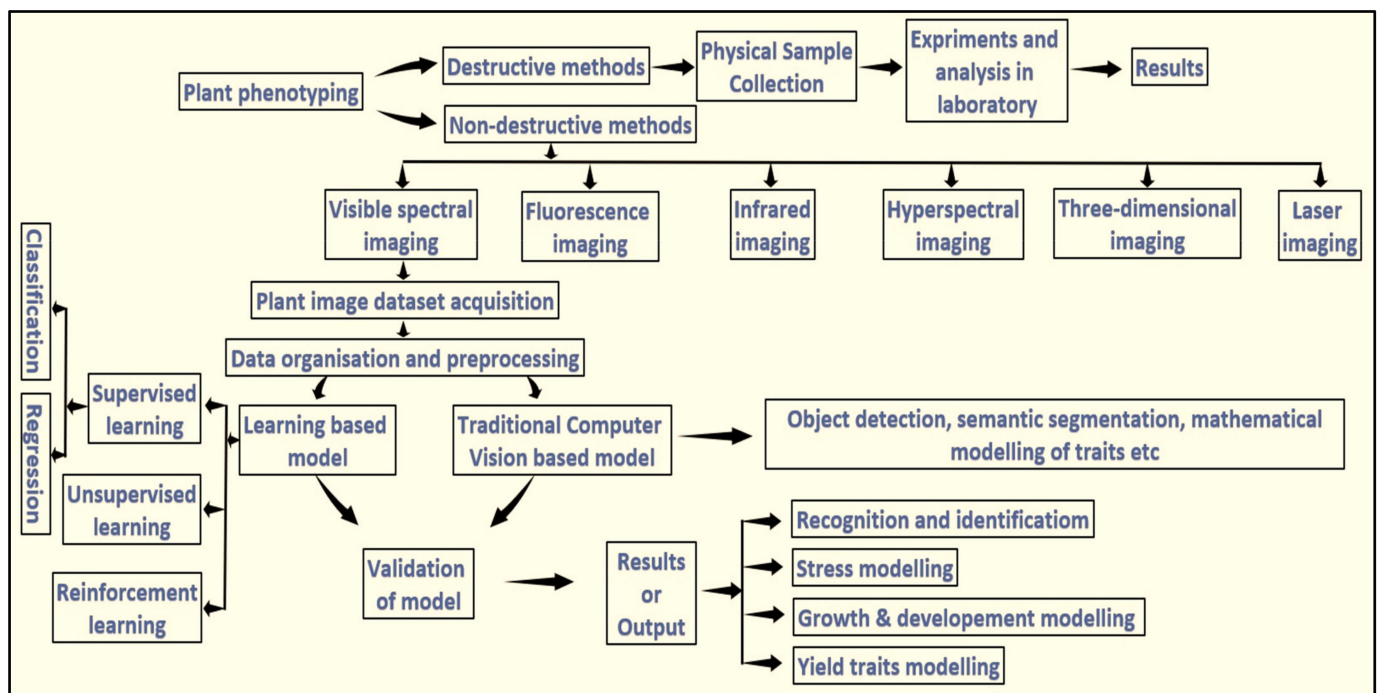 Plant phenotyping
Destructive methods
Physical Sample
Collection
Expriments and
analysis in
laboratory
Results
Non-destructive methods
Visible spectral
imaging
Fluorescence
imaging
Infrared
imaging
Hyperspectral
imaging
Three-dimensional
imaging
Laser
imaging
Plant image dataset acquisition
Data organisation and preprocessing
Learning based
model
Traditional Computer
Vision based model
Object detection, semantic segmentation, mathematical
modelling of traits etc
Supervised
learning
Unsupervised
learning
Reinforcement
learning
Classification
Regression
Validation
of model
Results
or
Output
Recognition and identificatiom
Stress modelling
Growth & developement modelling
Yield traits modelling